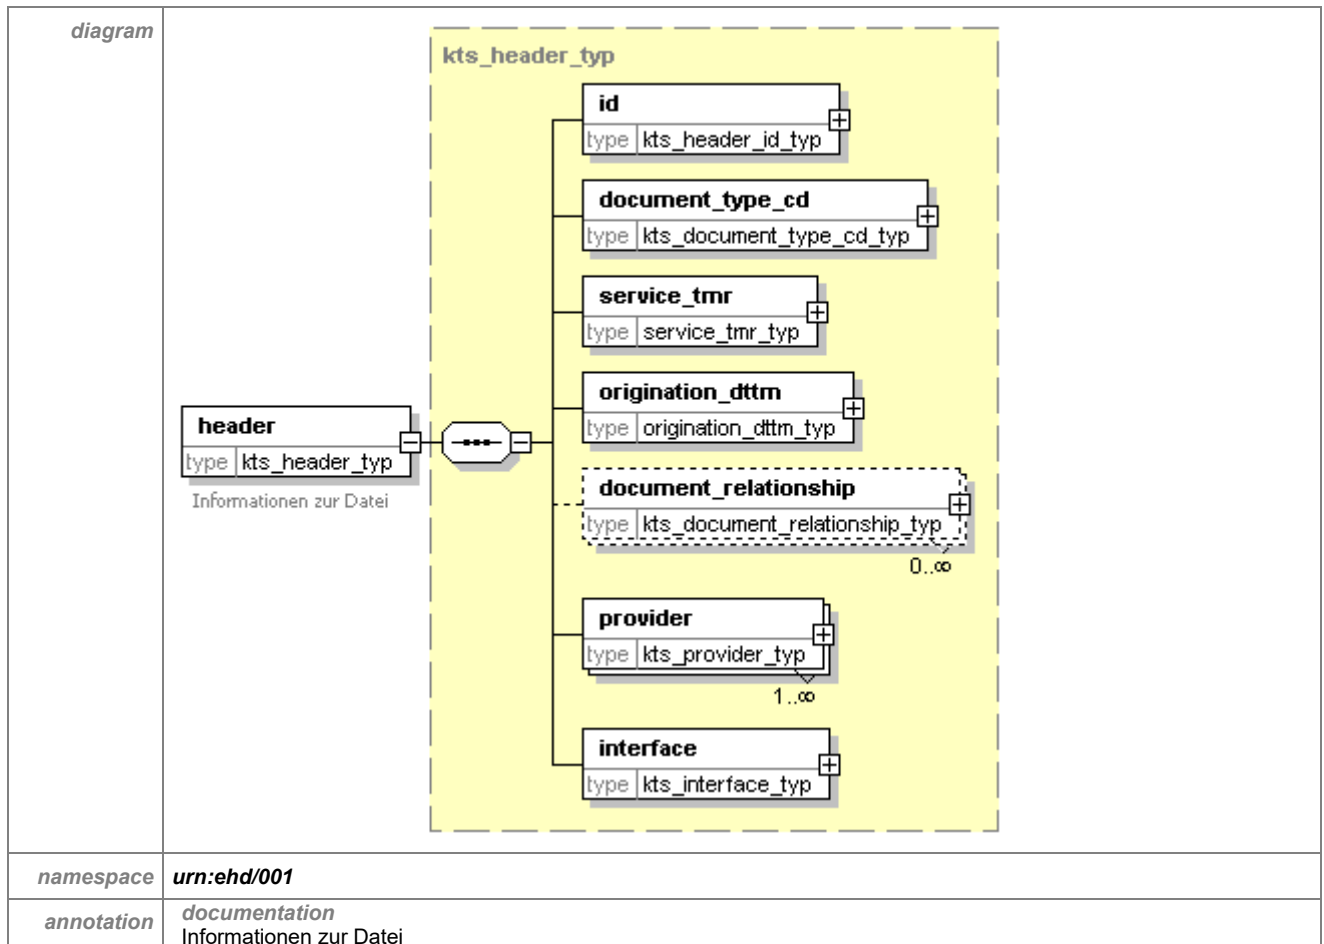 diagram
kts_header_typ
id
type kts_header_id_typ
document_type_cd
type kts_document_type_cd_typ
service_tmr
type service_tmr_typ
origination_dttm
type origination_dttm_typ
header
type kts_header_typ
Informationen zur Datei
document_relationship
type kts_document_relationship_typ
0..∞
provider
type kts_provider_typ
1..∞
interface
type kts_interface_typ
namespace urn:ehd/001
annotation documentation
Informationen zur Datei